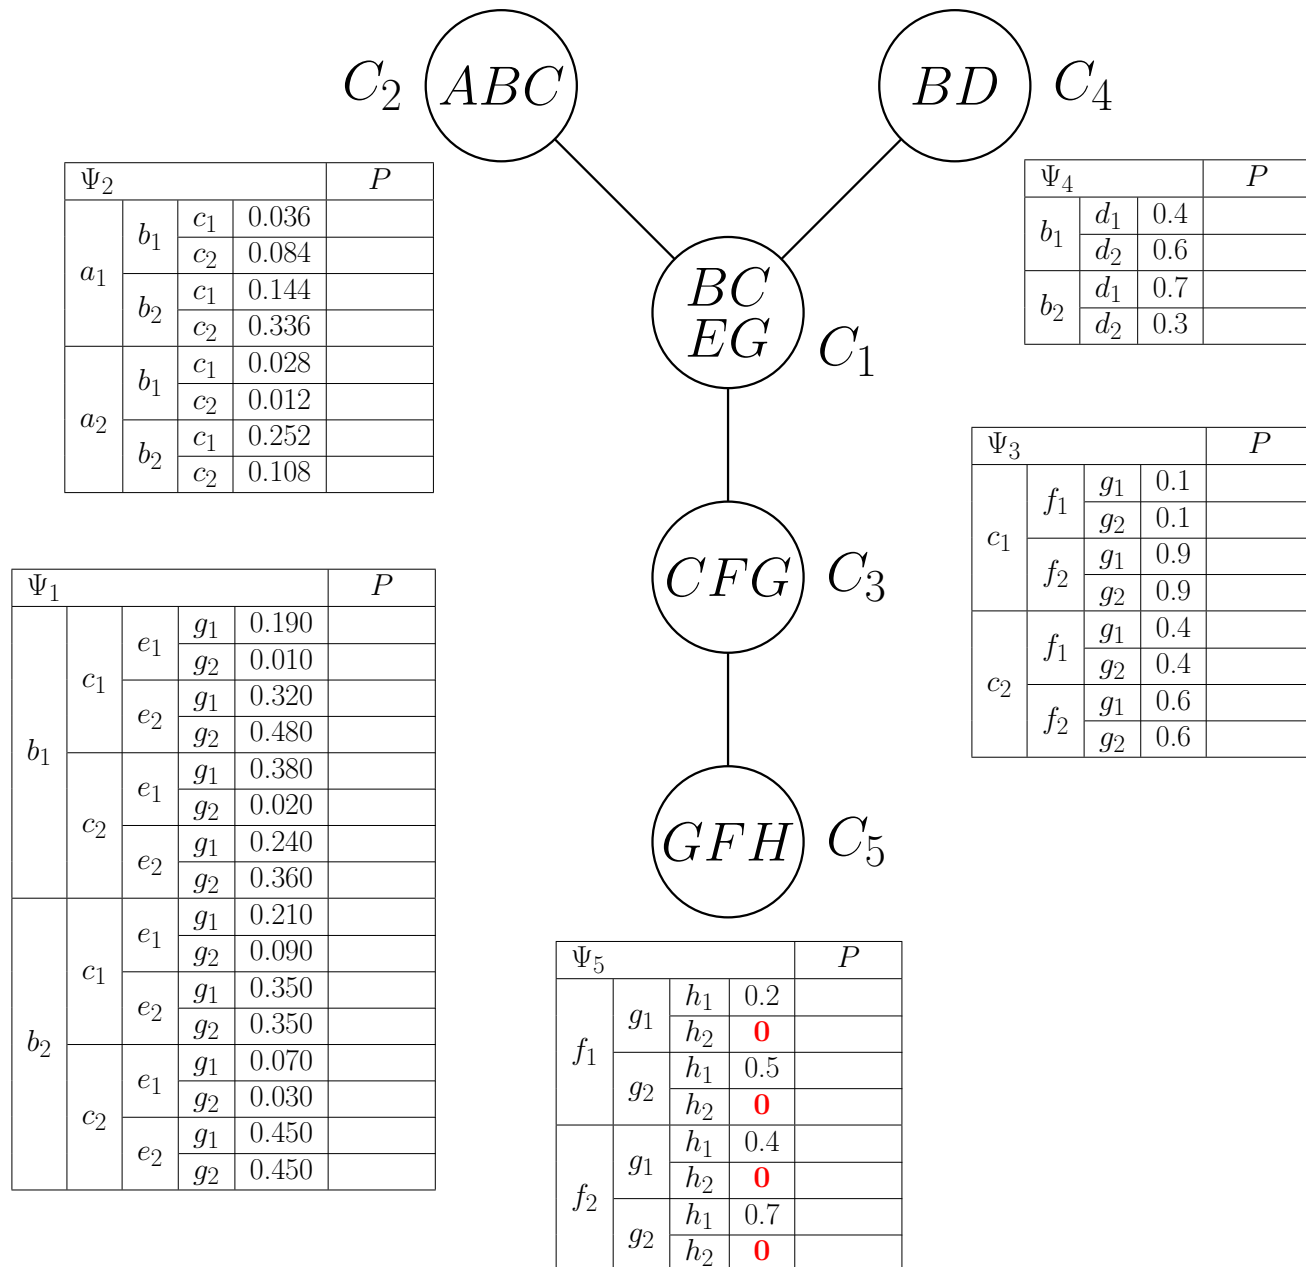 C2 ABC
BD C4
BC
EG
C1
CFG C3
GFH C5
Ψ2 P
a1 b1 c1 0.036
c2 0.084
b2 c1 0.144
c2 0.336
a2 b1 c1 0.028
c2 0.012
b2 c1 0.252
c2 0.108
Ψ4 P
b1 d1 0.4
d2 0.6
b2 d1 0.7
d2 0.3
Ψ3 P
c1 f1 g1 0.1
g2 0.1
f2 g1 0.9
g2 0.9
c2 f1 g1 0.4
g2 0.4
f2 g1 0.6
g2 0.6
Ψ1 P
b1 c1 e1 g1 0.190
g2 0.010
e2 g1 0.320
g2 0.480
c2 e1 g1 0.380
g2 0.020
e2 g1 0.240
g2 0.360
b2 c1 e1 g1 0.210
g2 0.090
e2 g1 0.350
g2 0.350
c2 e1 g1 0.070
g2 0.030
e2 g1 0.450
g2 0.450
Ψ5 P
f1 g1 h1 0.2
h2 0
g2 h1 0.5
h2 0
f2 g1 h1 0.4
h2 0
g2 h1 0.7
h2 0